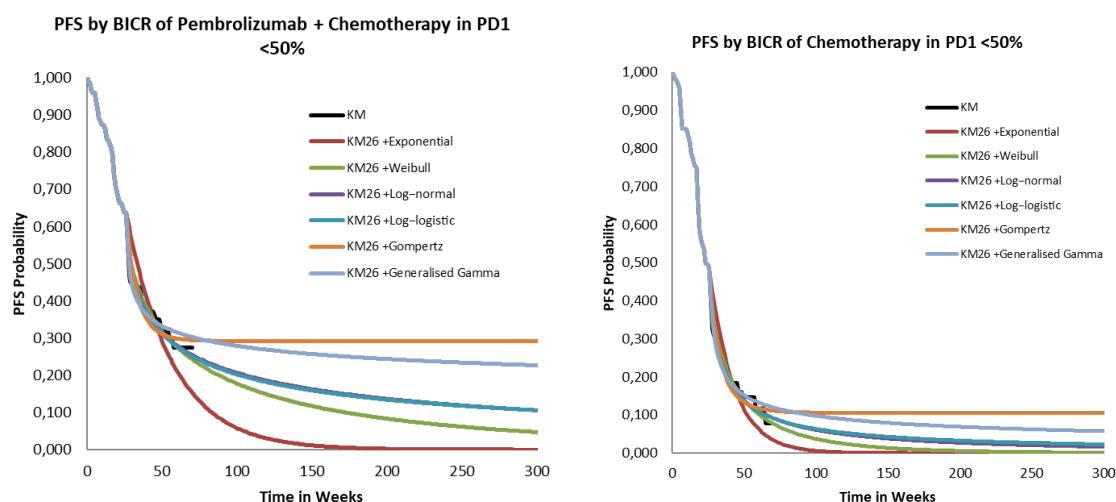 PFS by BICR of Pembrolizumab + Chemotherapy in PD1
<50%
1,000
0,900
0,800
0,700
0,600
0,500
0,400
0,300
0,200
0,100
0,000
PFS Probability
KM
KM26 +Exponential
KM26 +Weibull
KM26 +Log–normal
KM26 +Log–logistic
KM26 +Gompertz
KM26 +Generalised Gamma
0 50 100 150 200 250 300
Time in Weeks
PFS by BICR of Chemotherapy in PD1 <50%
1,000
0,900
0,800
0,700
0,600
0,500
0,400
0,300
0,200
0,100
0,000
PFS Probability
KM
KM26 +Exponential
KM26 +Weibull
KM26 +Log–normal
KM26 +Log–logistic
KM26 +Gompertz
KM26 +Generalised Gamma
0 50 100 150 200 250 300
Time in Weeks